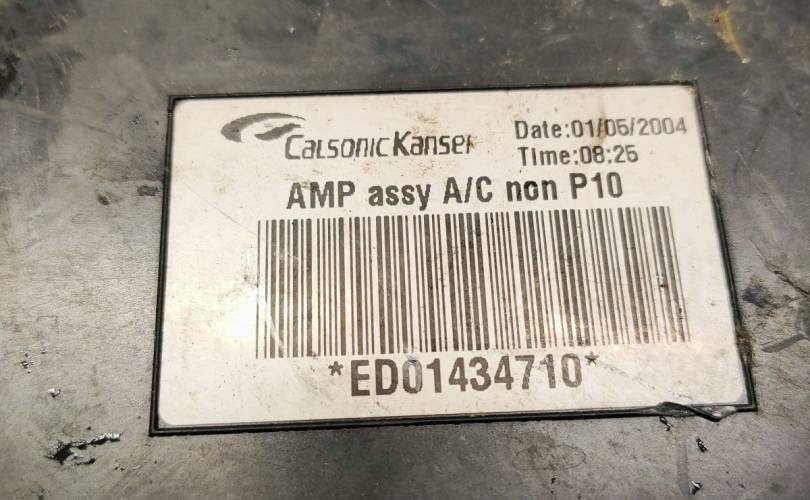 CalsonicKansei
Date:01/06/2004
Time:08:25
AMP assy A/C non P10
*ED01434710*